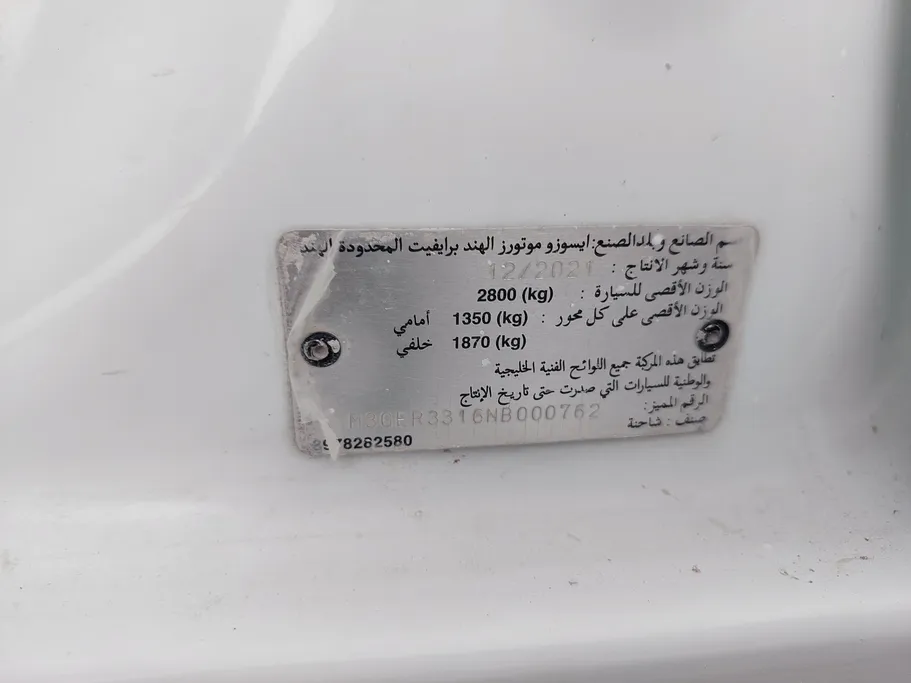 اسم الصانع وبلد الصنع: ايسوزو موتورز الهند برايفيت المحدودة الهند
سنة وشهر الانتاج : 12/2021
الوزن الأقصى للسيارة : 2800 (kg)
الوزن الأقصى على كل محور : 1350 (kg) أمامي
1870 (kg) خلفي
تطابق هذه المركبة جميع اللوائح الفنية الخليجية
والوطنية للسيارات التي صدرت حتى تاريخ الإنتاج
الرقم المميز:
صنف : شاحنة
8978282580